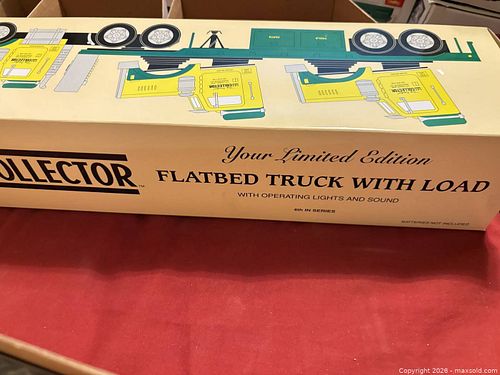 OLLECTOR
Your Limited Edition
FLATBED TRUCK WITH LOAD
WITH OPERATING LIGHTS AND SOUND
6th IN SERIES
BATTERIES NOT INCLUDED
Copyright 2026 - maxsold.com